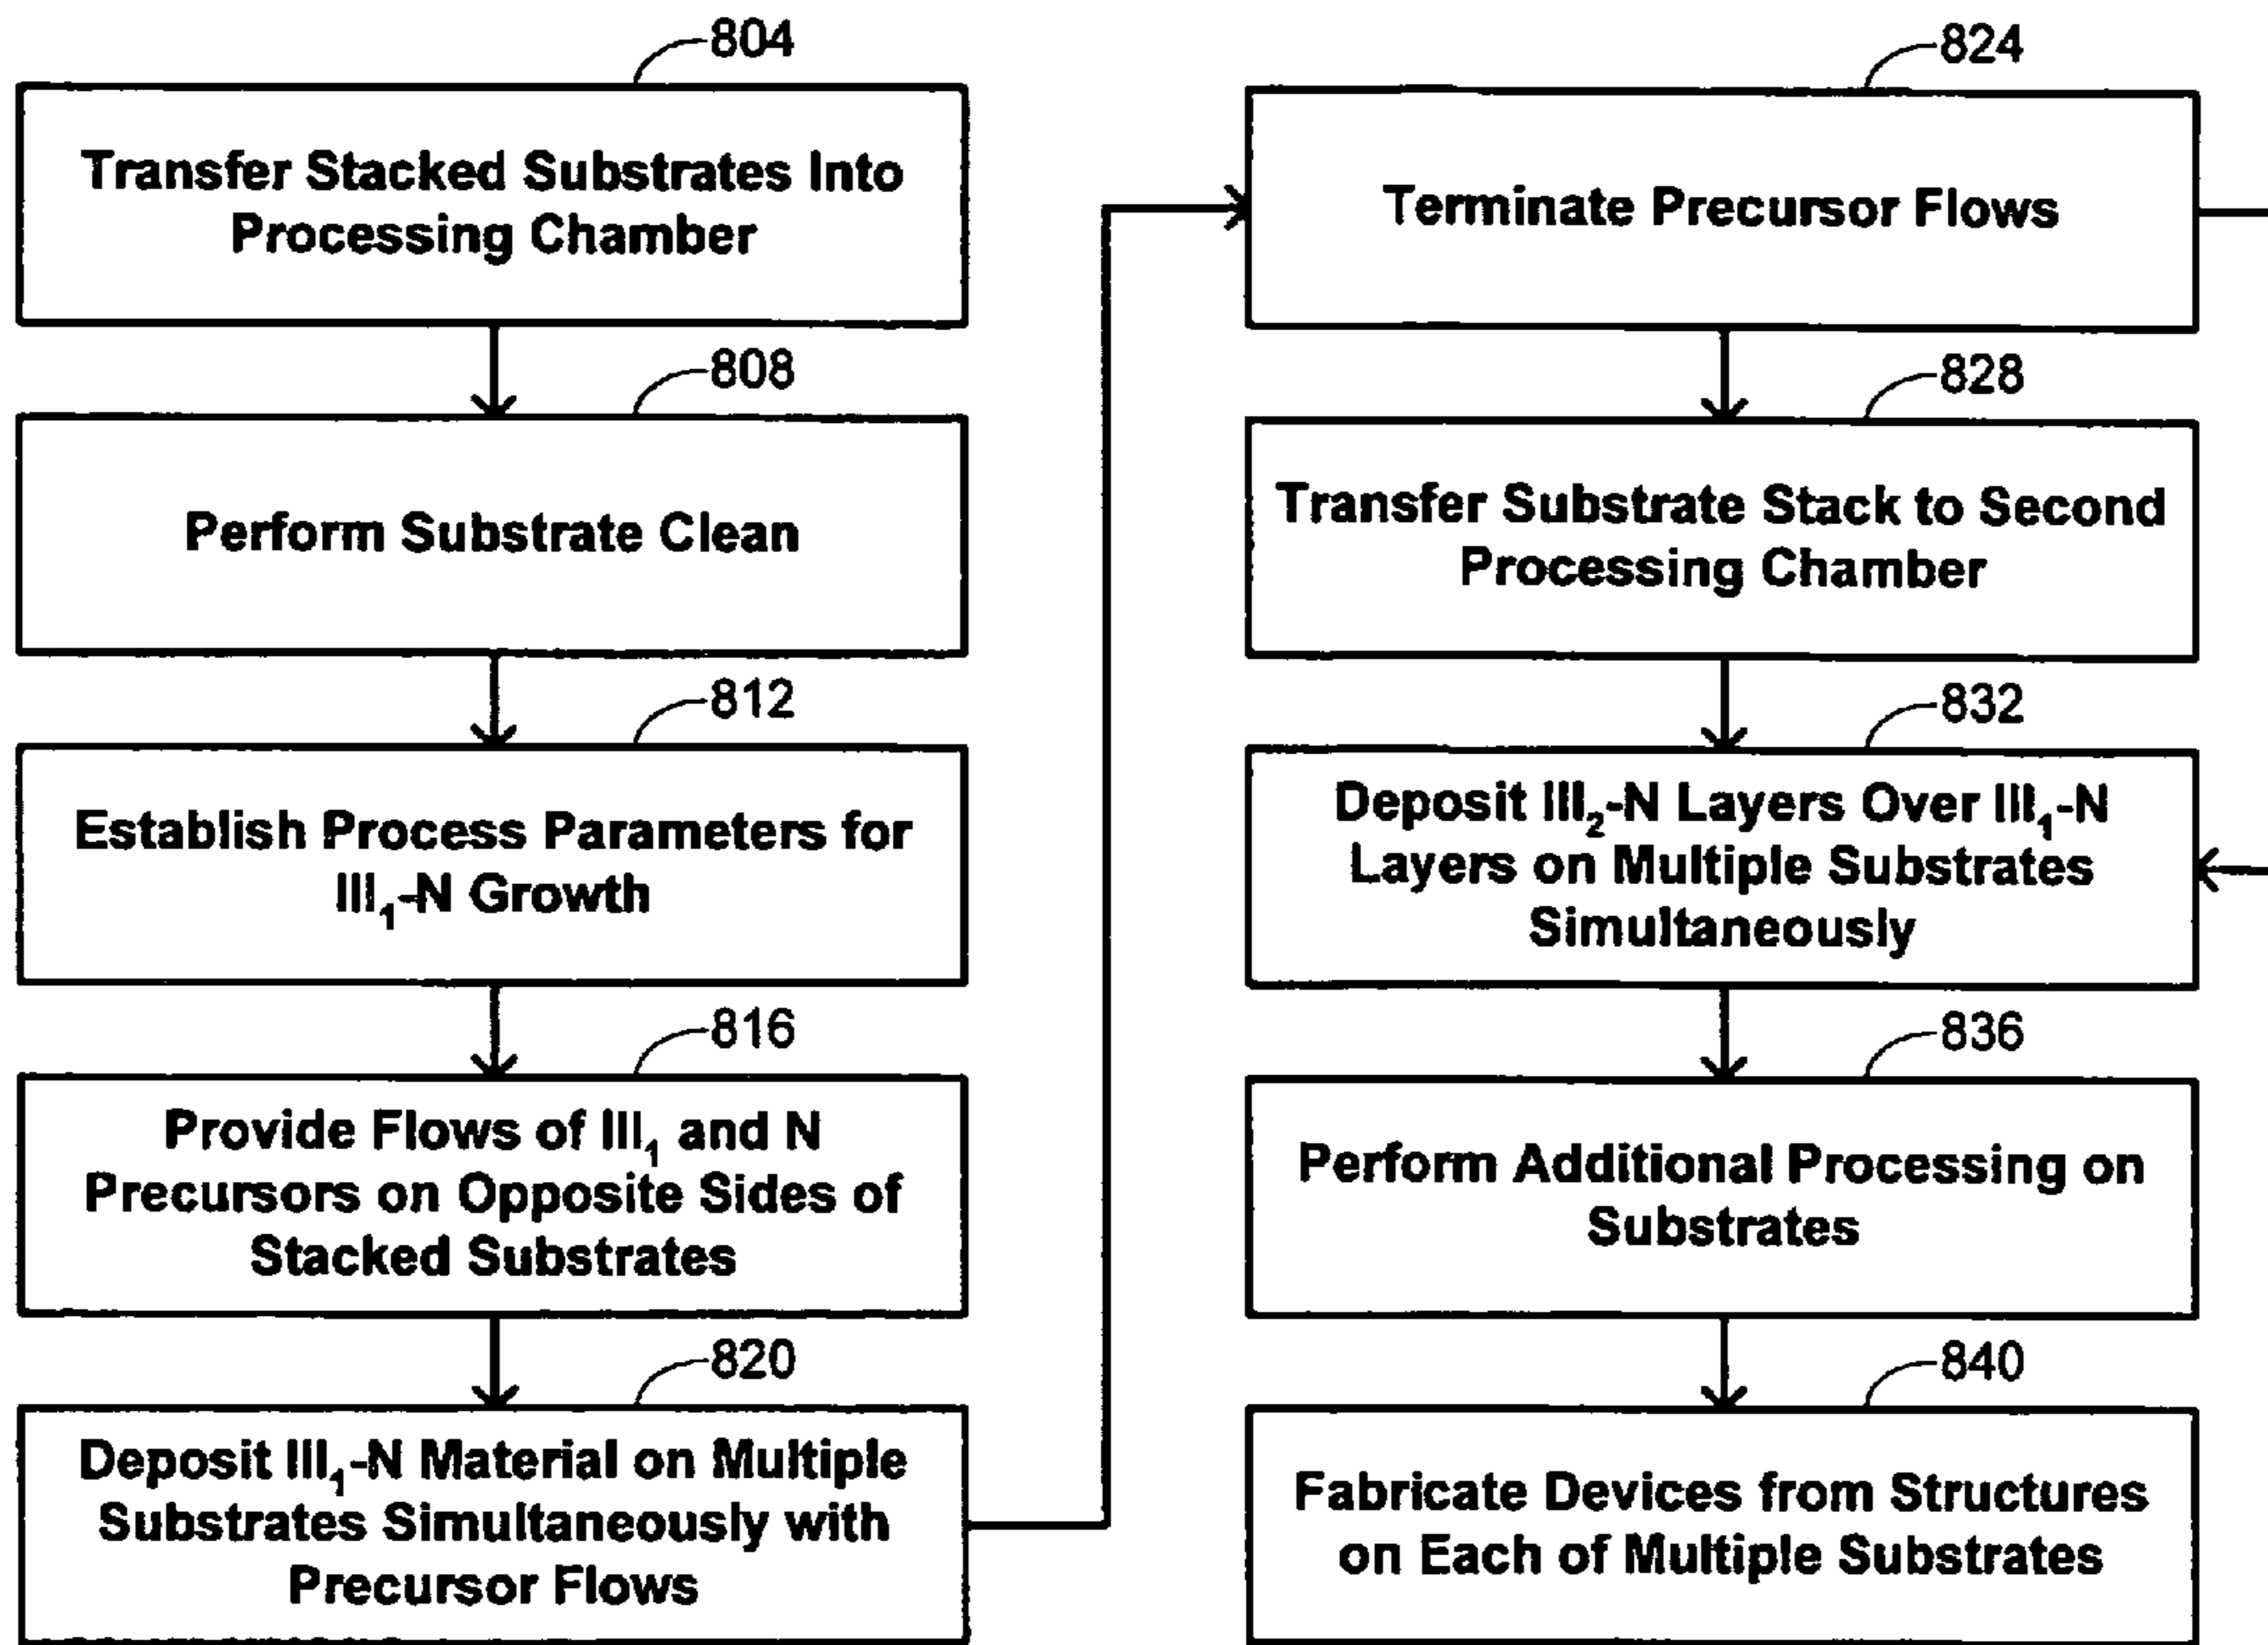 804
Transfer Stacked Substrates Into
Processing Chamber
808
Perform Substrate Clean
812
Establish Process Parameters for
III₁-N Growth
816
Provide Flows of III₁ and N
Precursors on Opposite Sides of
Stacked Substrates
820
Deposit III₁-N Material on Multiple
Substrates Simultaneously with
Precursor Flows
824
Terminate Precursor Flows
828
Transfer Substrate Stack to Second
Processing Chamber
832
Deposit III₂-N Layers Over III₁-N
Layers on Multiple Substrates
Simultaneously
836
Perform Additional Processing on
Substrates
840
Fabricate Devices from Structures
on Each of Multiple Substrates